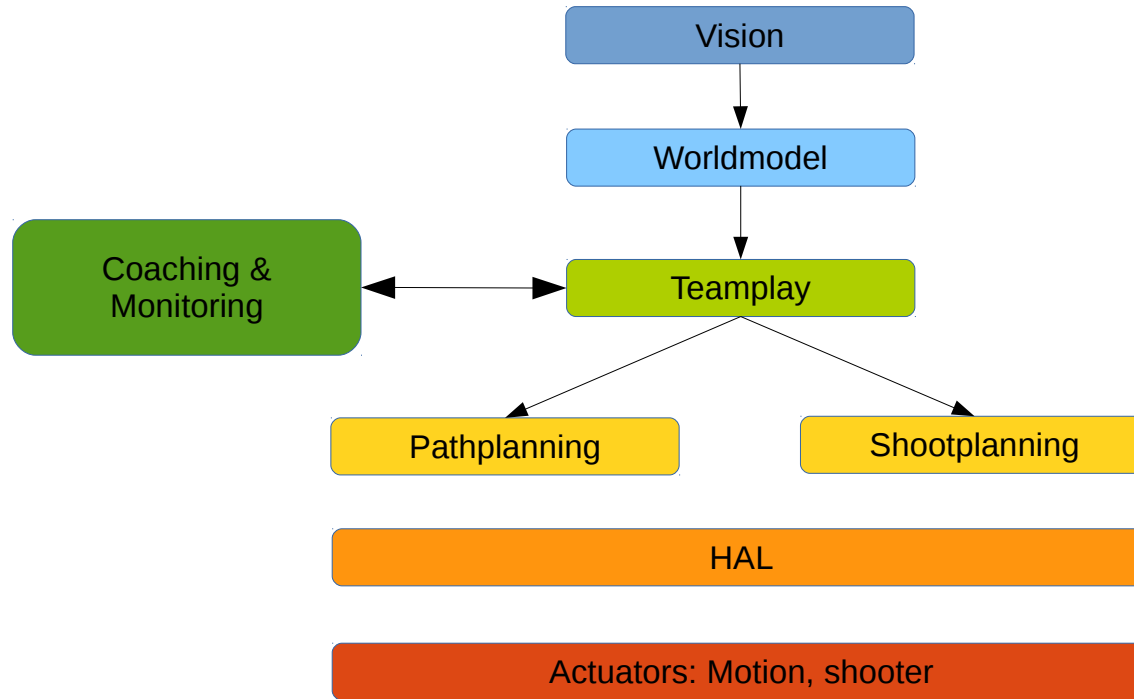 Vision
Worldmodel
Coaching &
Monitoring
Teamplay
Pathplanning
Shootplanning
HAL
Actuators: Motion, shooter